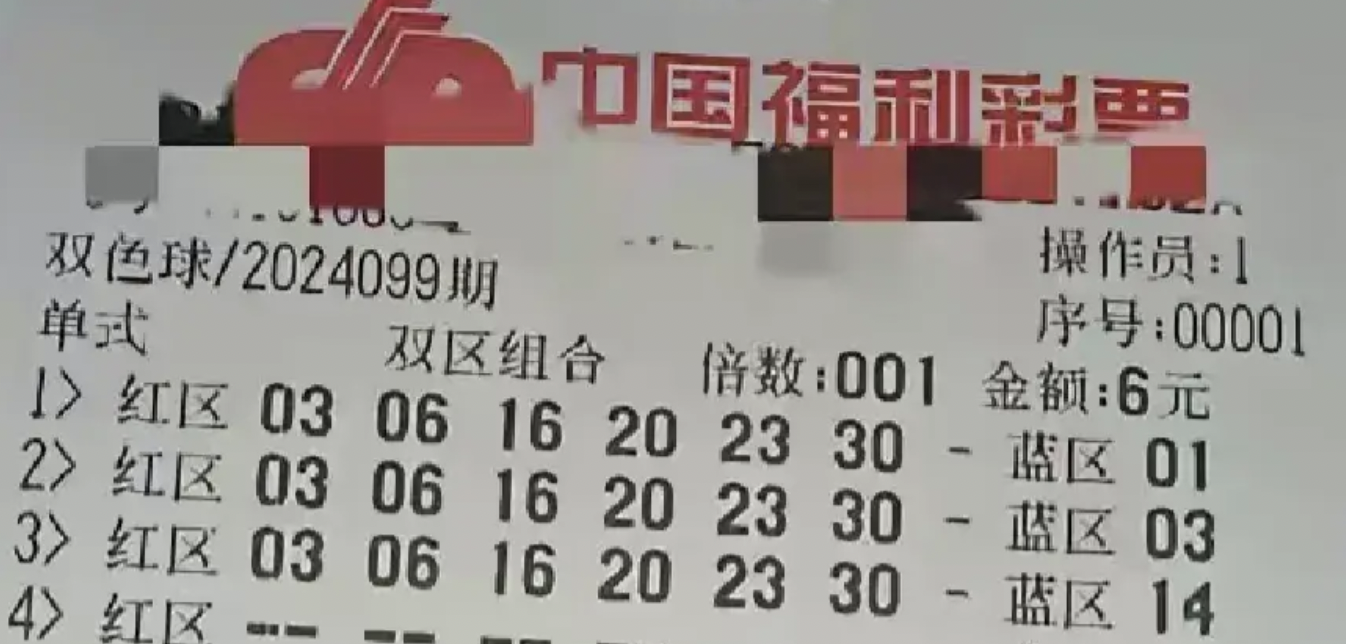 中国福利彩票
双色球/2024099期
操作员:1
序号:00001
单式 双区组合 倍数:001 金额:6元
1> 红区 03 06 16 20 23 30 - 蓝区 01
2> 红区 03 06 16 20 23 30 - 蓝区 03
3> 红区 03 06 16 20 23 30 - 蓝区 14
4> 红区 -- -- --